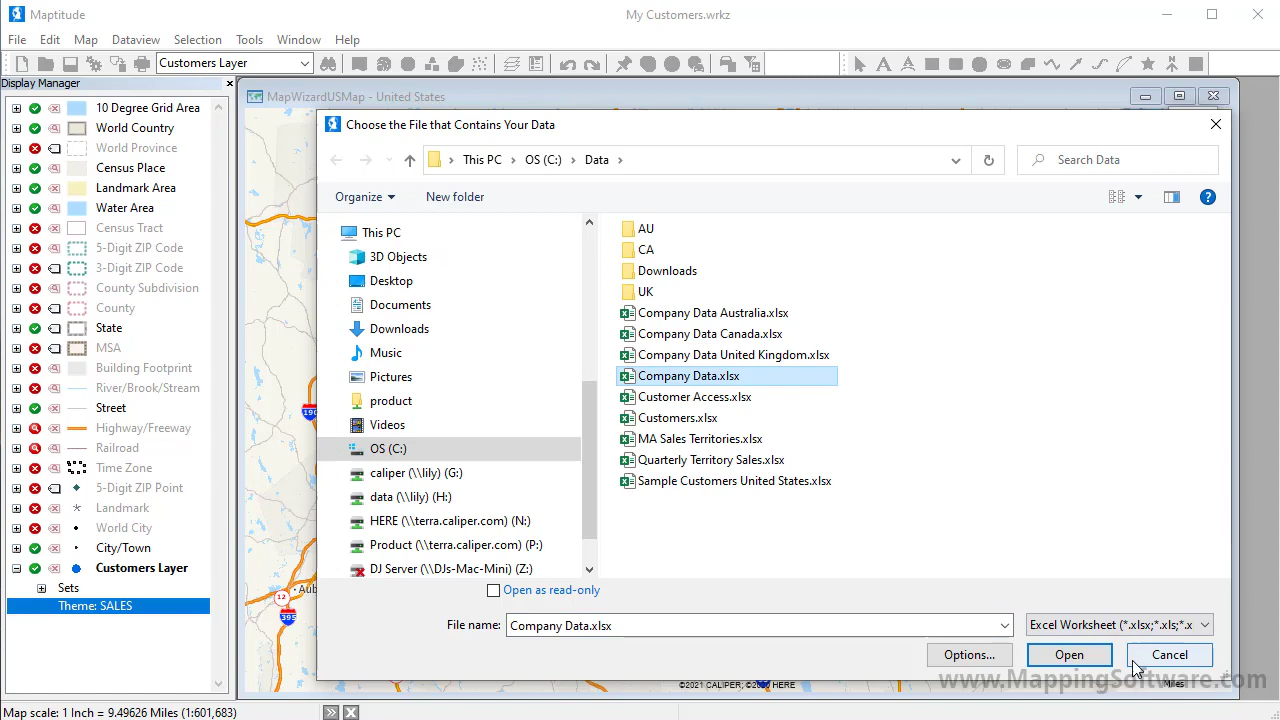 Maptitude
My Customers.wrkz
File Edit Map Dataview Selection Tools Window Help
Customers Layer
Display Manager
10 Degree Grid Area
World Country
World Province
Census Place
Landmark Area
Water Area
Census Tract
5-Digit ZIP Code
3-Digit ZIP Code
County Subdivision
County
State
MSA
Building Footprint
River/Brook/Stream
Street
Highway/Freeway
Railroad
Time Zone
5-Digit ZIP Point
Landmark
World City
City/Town
Customers Layer
Sets
Theme: SALES
MapWizardUSMap - United States
Choose the File that Contains Your Data
This PC > OS (C:) > Data >
Search Data
Organize
New folder
This PC
3D Objects
Desktop
Documents
Downloads
Music
Pictures
product
Videos
OS (C:)
caliper (\\lily) (G:)
data (\\lily) (H:)
HERE (\\terra.caliper.com) (N:)
Product (\\terra.caliper.com) (P:)
DJ Server (\\DJs-Mac-Mini) (Z:)
AU
CA
Downloads
UK
Company Data Australia.xlsx
Company Data Canada.xlsx
Company Data United Kingdom.xlsx
Company Data.xlsx
Customer Access.xlsx
Customers.xlsx
MA Sales Territories.xlsx
Quarterly Territory Sales.xlsx
Sample Customers United States.xlsx
Open as read-only
File name: Company Data.xlsx
Excel Worksheet (*.xlsx;*.xls;*.x
Options...
Open
Cancel
190
12
395
©2021 CALIPER, ©2020 HERE
Miles
www.MappingSoftware.com
Map scale: 1 Inch = 9.49626 Miles (1:601,683)